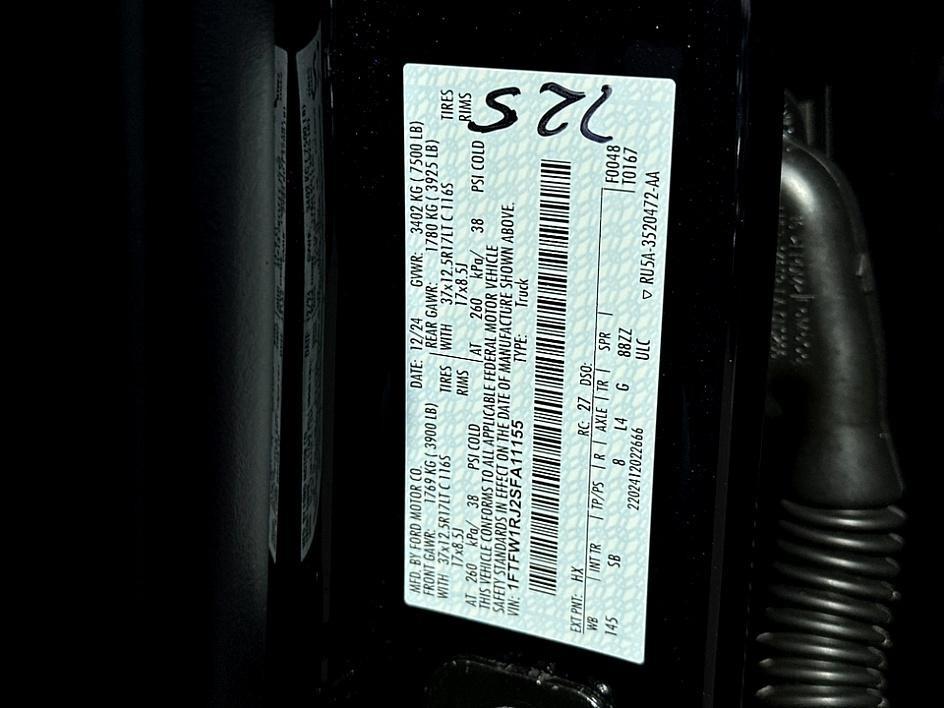 MFD. BY FORD MOTOR CO.
DATE: 12/24
GVWR: 3402 KG ( 7500 LB)
FRONT GAWR: 1769 KG ( 3900 LB)
REAR GAWR: 1780 KG ( 3925 LB)
WITH 37x12.5R17LT C 116S TIRES
17x8.5J RIMS
WITH 37x12.5R17LT C 116S TIRES
17x8.5J RIMS
AT 260 kPa/ 38 PSI COLD
AT 260 kPa/ 38 PSI COLD
THIS VEHICLE CONFORMS TO ALL APPLICABLE FEDERAL MOTOR VEHICLE
SAFETY STANDARDS IN EFFECT ON THE DATE OF MANUFACTURE SHOWN ABOVE.
VIN: 1FTFW1RJ2SFA11155
TYPE: Truck
725
EXT PNT: HX
RC: 27 DSO:
F0048
WB | INT TR | TP/PS | R | AXLE | TR | SPR |
T0167
145 SB 8 L4 G 88ZZ
2202412022666 ULC
▽ RU5A-3520472-AA